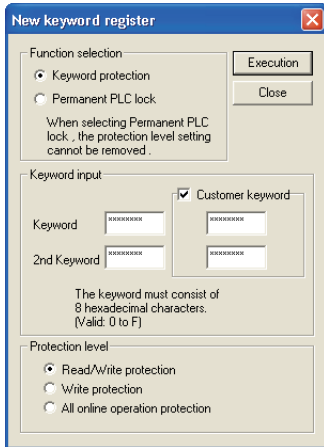 New keyword register
Function selection
Keyword protection
Execution
Permanent PLC lock
Close
When selecting Permanent PLC
lock , the protection level setting
cannot be removed .
Keyword input
Customer keyword
Keyword ******** ********
2nd Keyword ******** ********
The keyword must consist of
8 hexadecimal characters.
(Valid: 0 to F)
Protection level
Read/Write protection
Write protection
All online operation protection